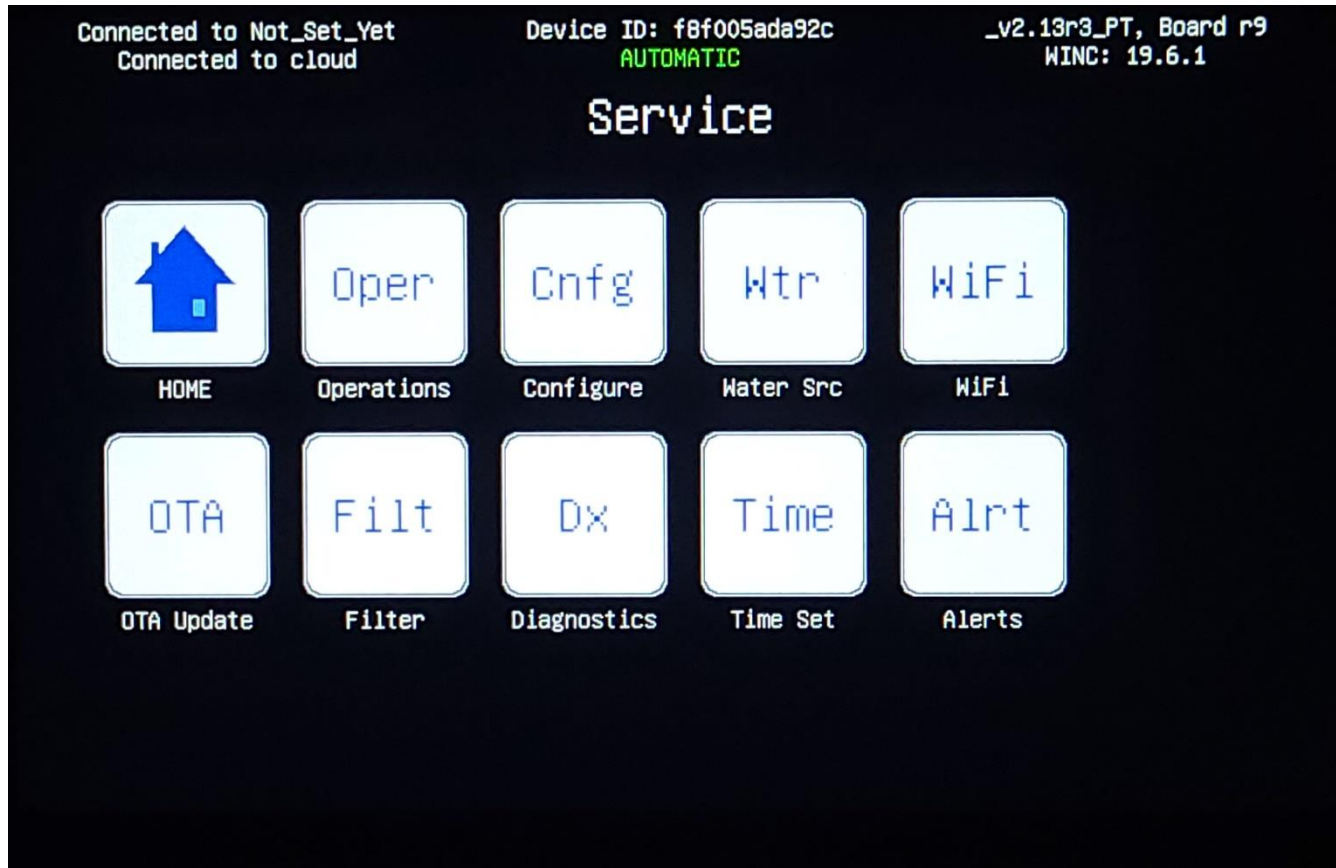 Connected to Not_Set_Yet
Connected to cloud
Device ID: f8f005ada92c
AUTOMATIC
_v2.13r3_PT, Board r9
WINC: 19.6.1
Service
Oper
Cnfg
Wtr
WiFi
HOME
Operations
Configure
Water Src
WiFi
OTA
Filt
Dx
Time
Alrt
OTA Update
Filter
Diagnostics
Time Set
Alerts